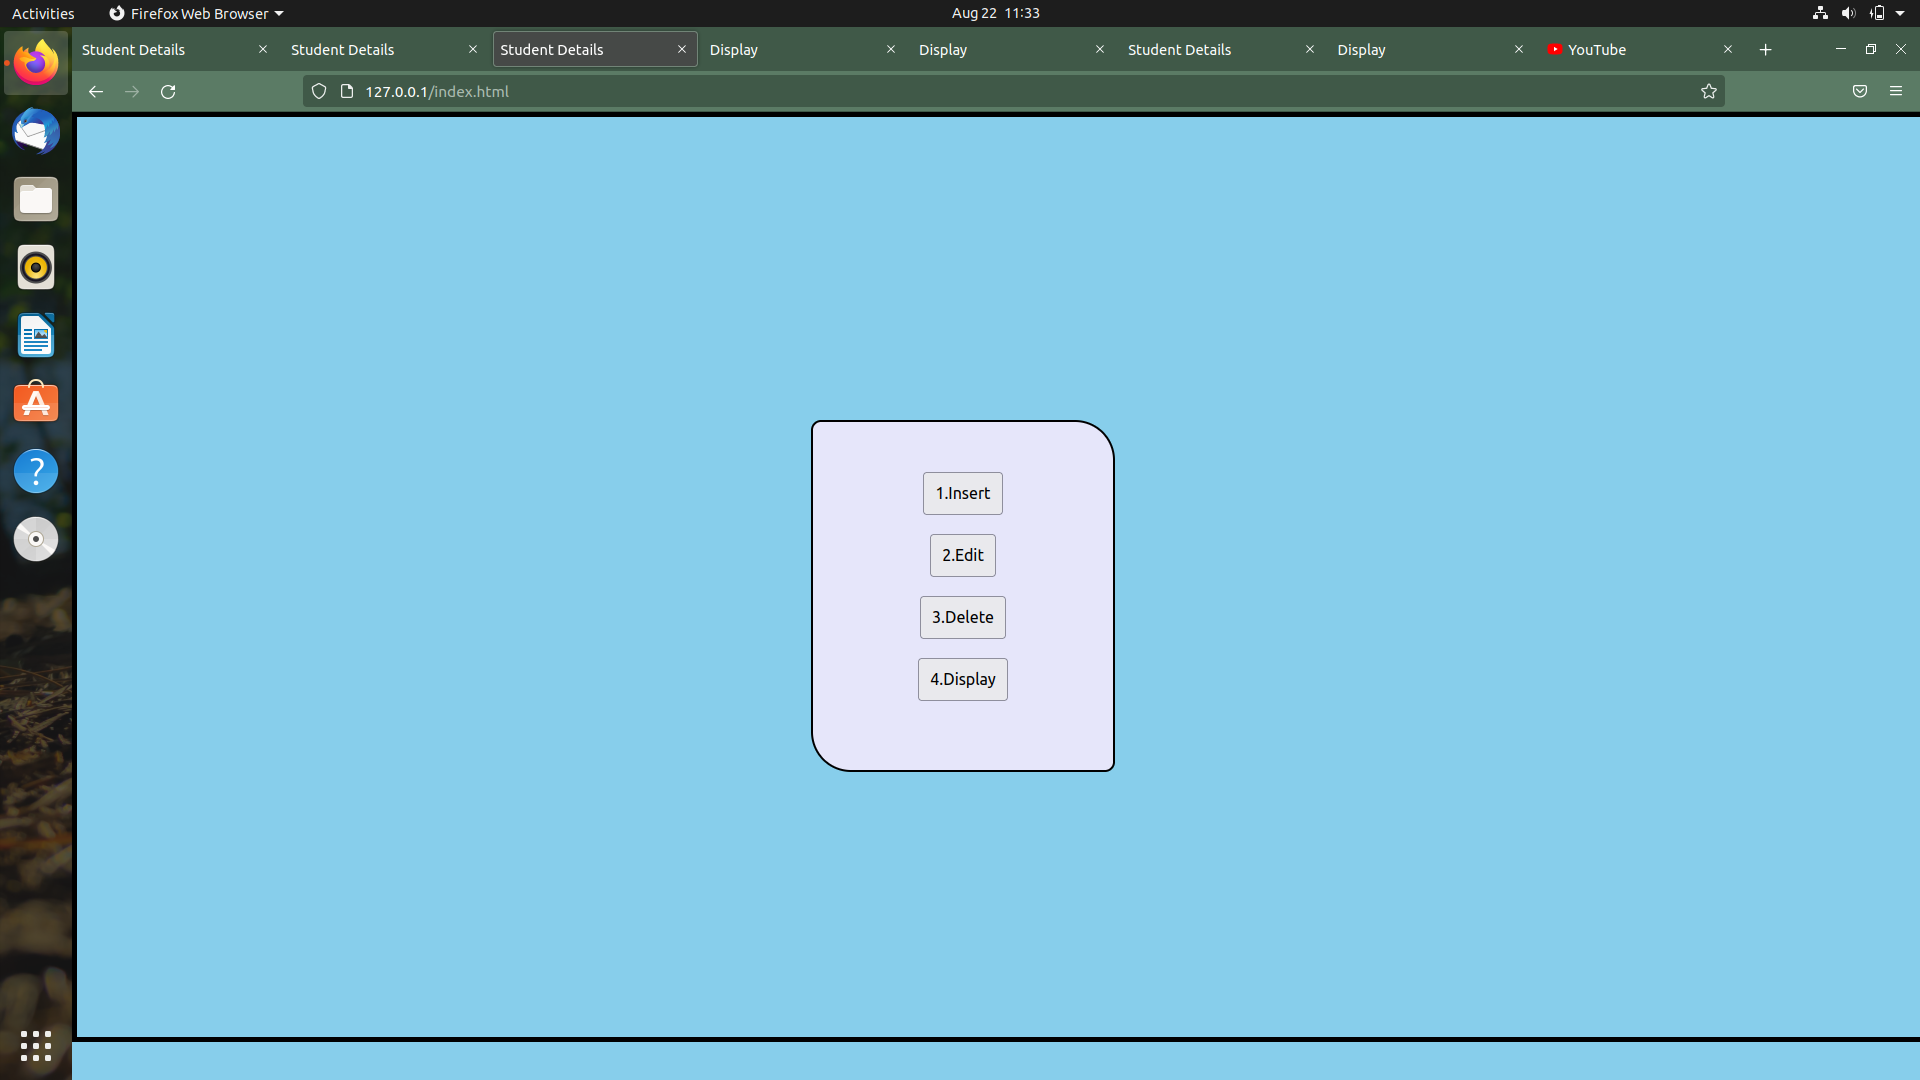 Activities Firefox Web Browser Aug 22 11:33
Student Details Student Details Student Details Display Display Student Details Display YouTube
127.0.0.1/index.html
1.Insert
2.Edit
3.Delete
4.Display